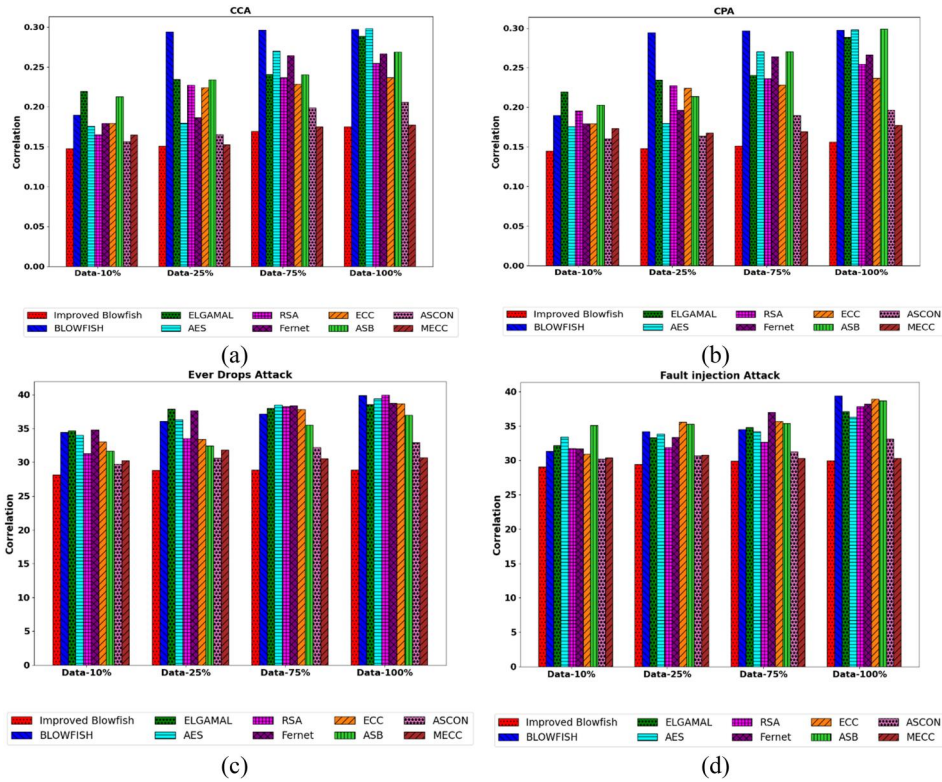 CCA
Correlation
0.30
0.25
0.20
0.15
0.10
0.05
0.00
Data-10% Data-25% Data-75% Data-100%
Improved Blowfish ELGAMAL RSA ECC ASCON
BLOWFISH AES Fernet ASB MECC
(a)
CPA
Correlation
0.30
0.25
0.20
0.15
0.10
0.05
0.00
Data-10% Data-25% Data-75% Data-100%
Improved Blowfish ELGAMAL RSA ECC ASCON
BLOWFISH AES Fernet ASB MECC
(b)
Ever Drops Attack
Correlation
40
35
30
25
20
15
10
5
0
Data-10% Data-25% Data-75% Data-100%
Improved Blowfish ELGAMAL RSA ECC ASCON
BLOWFISH AES Fernet ASB MECC
(c)
Fault injection Attack
Correlation
40
35
30
25
20
15
10
5
0
Data-10% Data-25% Data-75% Data-100%
Improved Blowfish ELGAMAL RSA ECC ASCON
BLOWFISH AES Fernet ASB MECC
(d)